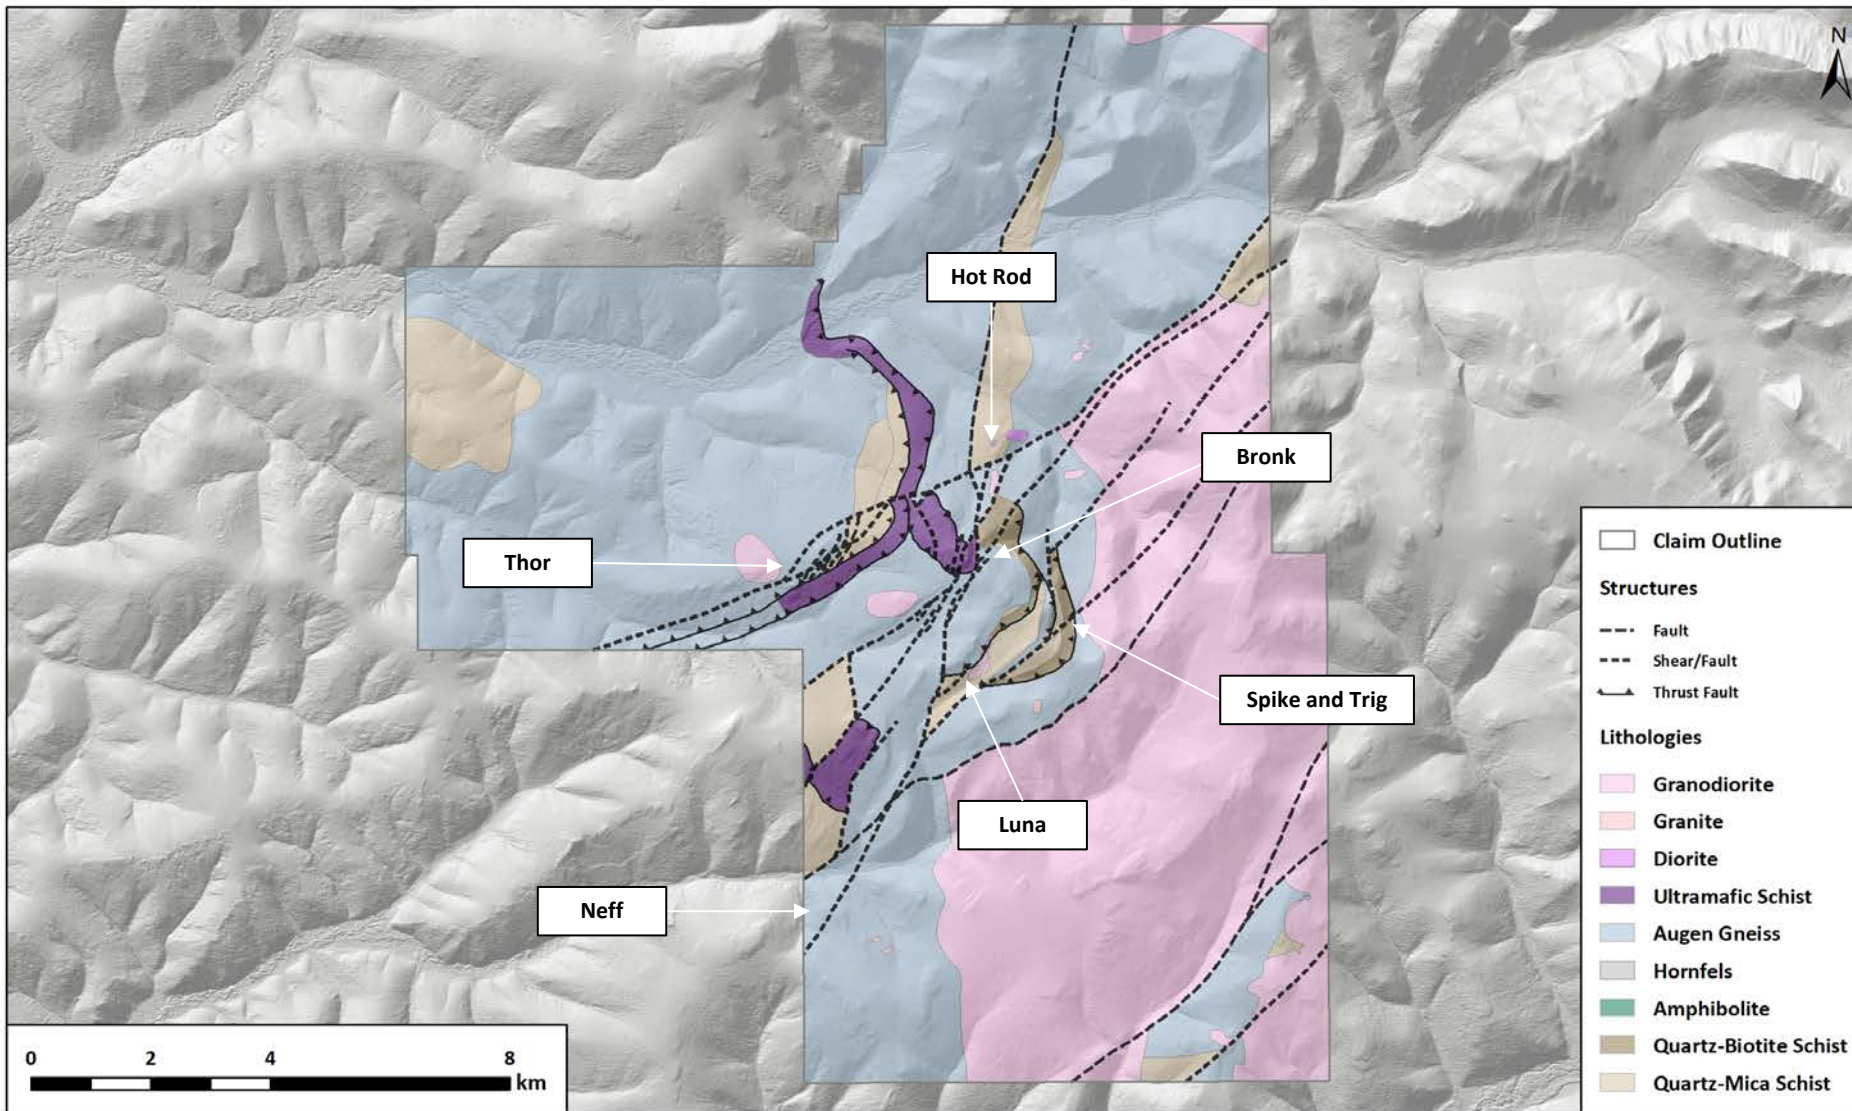 N
Hot Rod
Bronk
Thor
Spike and Trig
Luna
Neff
Claim Outline
Structures
Fault
Shear/Fault
Thrust Fault
Lithologies
Granodiorite
Granite
Diorite
Ultramafic Schist
Augen Gneiss
Hornfels
Amphibolite
Quartz-Biotite Schist
Quartz-Mica Schist
0 2 4 8
km